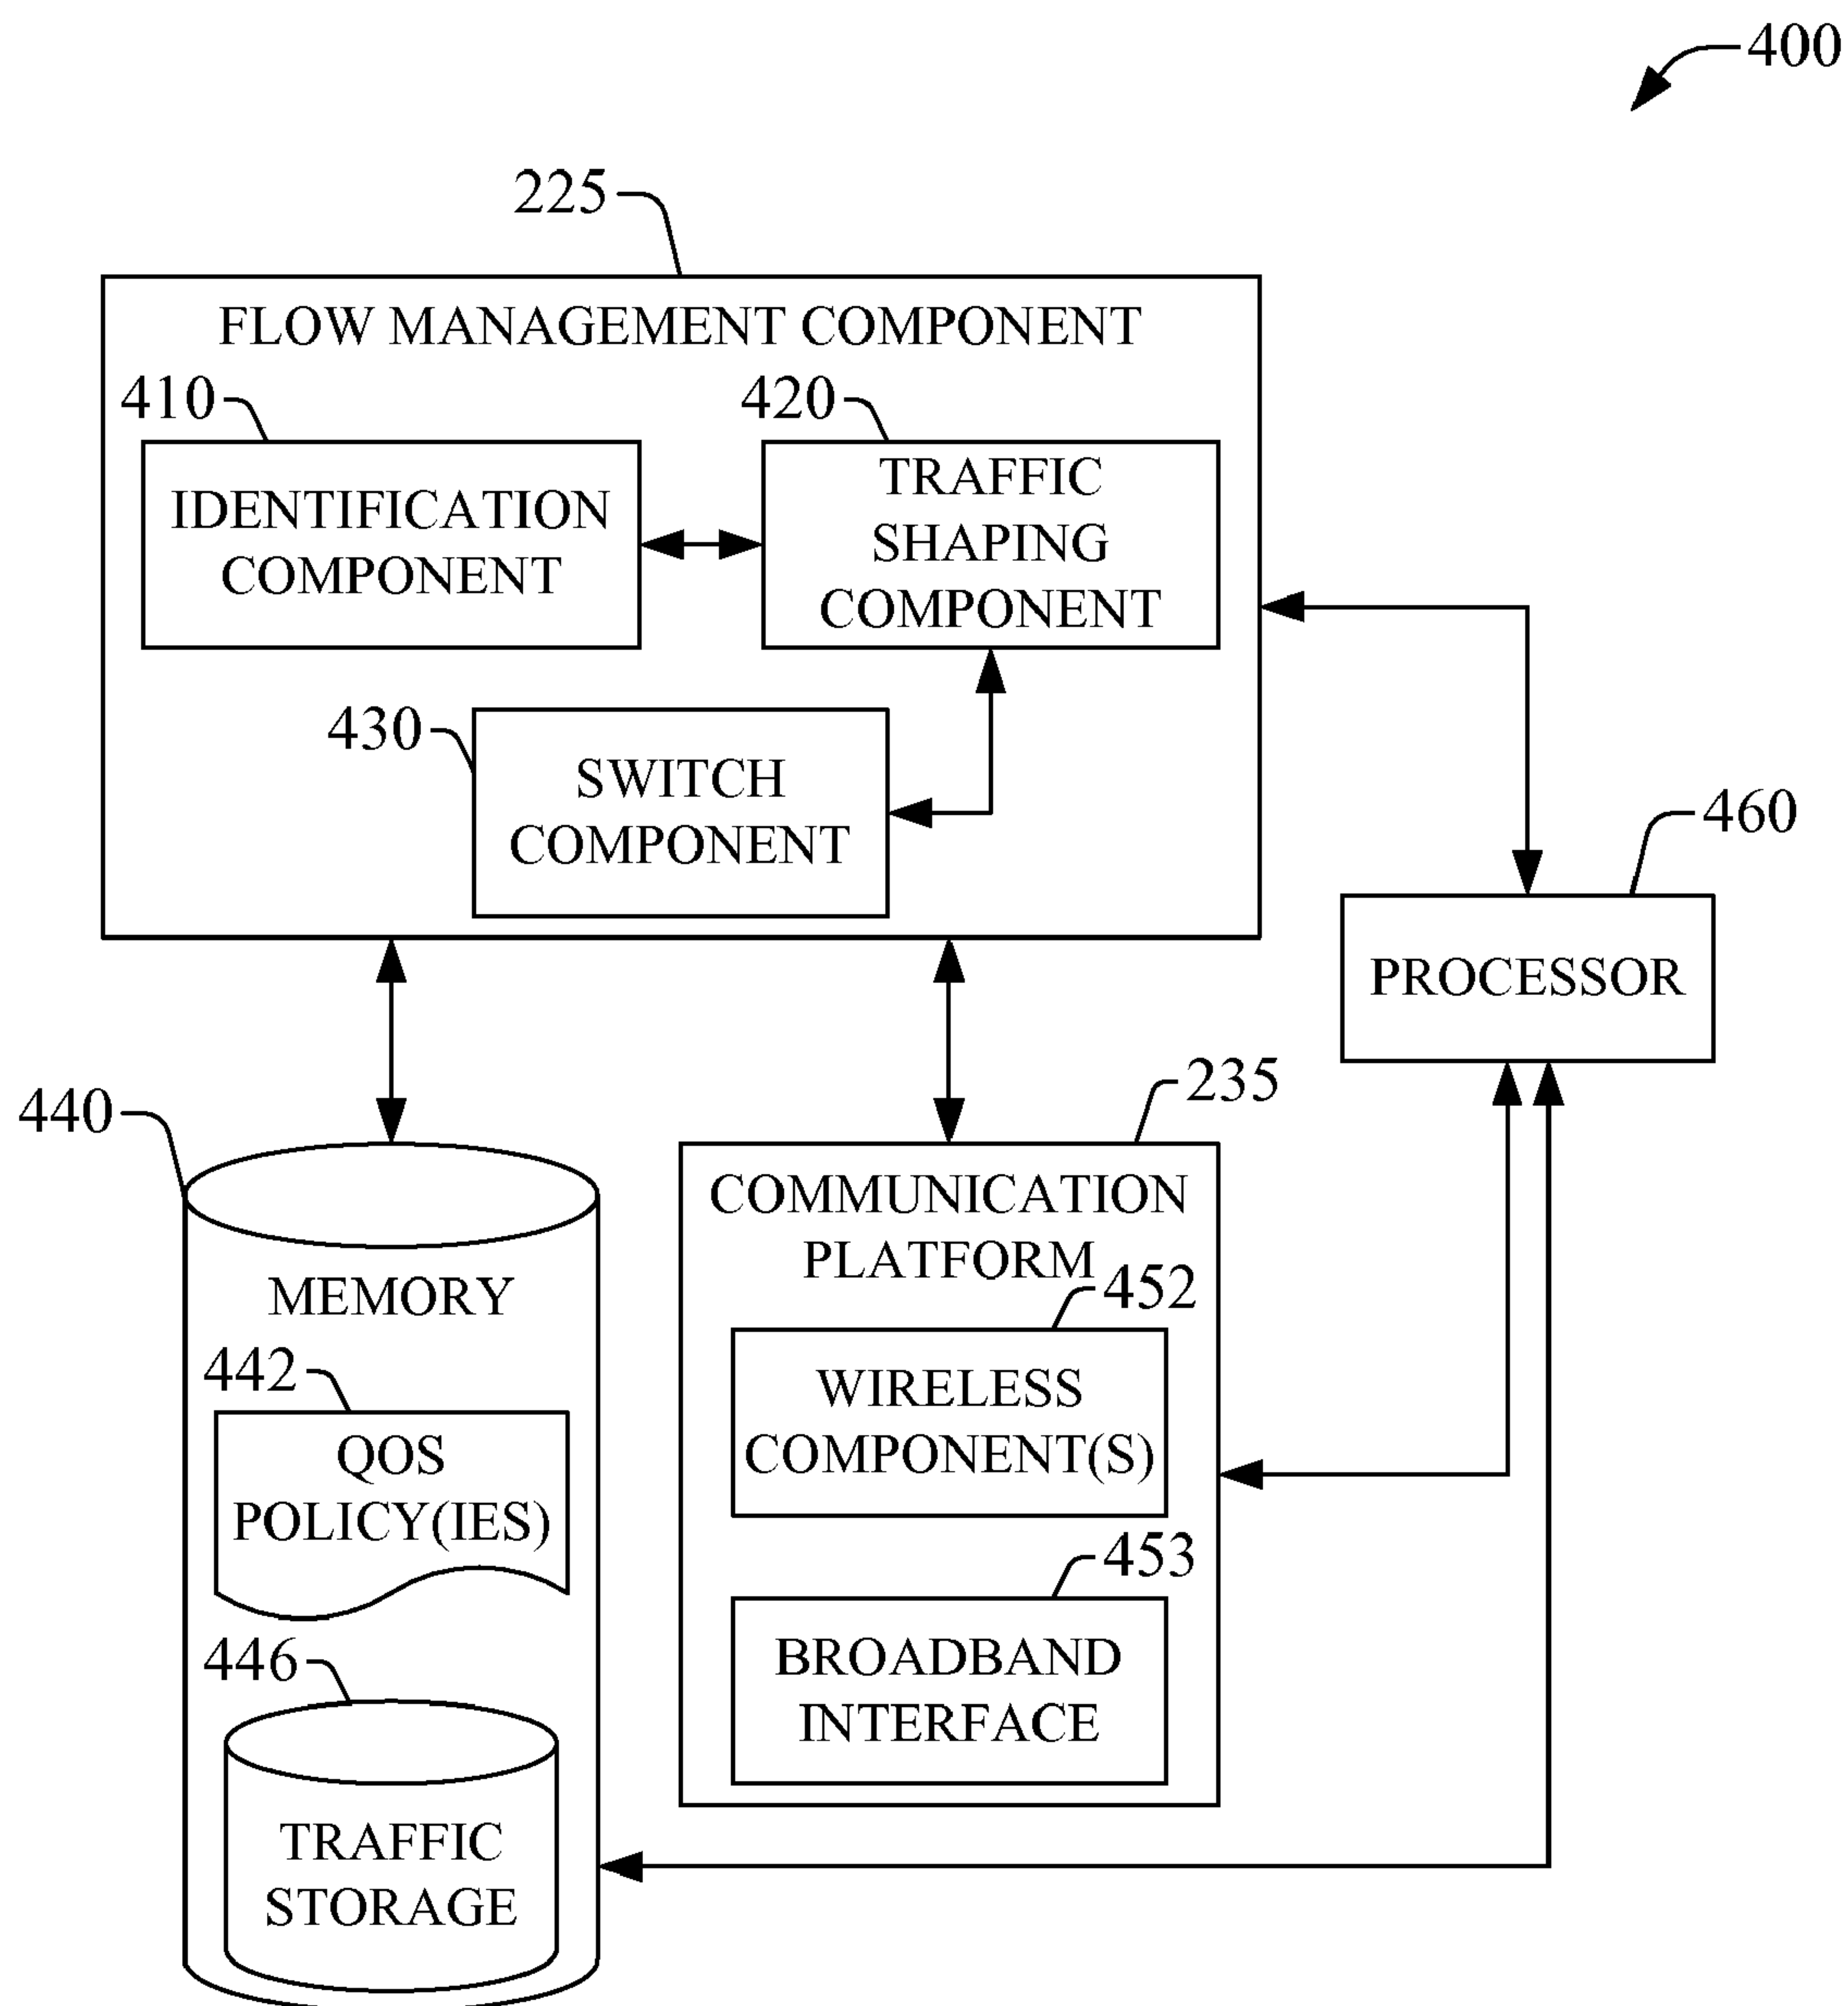 400
225
FLOW MANAGEMENT COMPONENT
410
420
IDENTIFICATION
COMPONENT
TRAFFIC
SHAPING
COMPONENT
430
SWITCH
COMPONENT
460
PROCESSOR
440
235
MEMORY
442
QOS
POLICY(IES)
446
TRAFFIC
STORAGE
COMMUNICATION
PLATFORM
452
WIRELESS
COMPONENT(S)
453
BROADBAND
INTERFACE